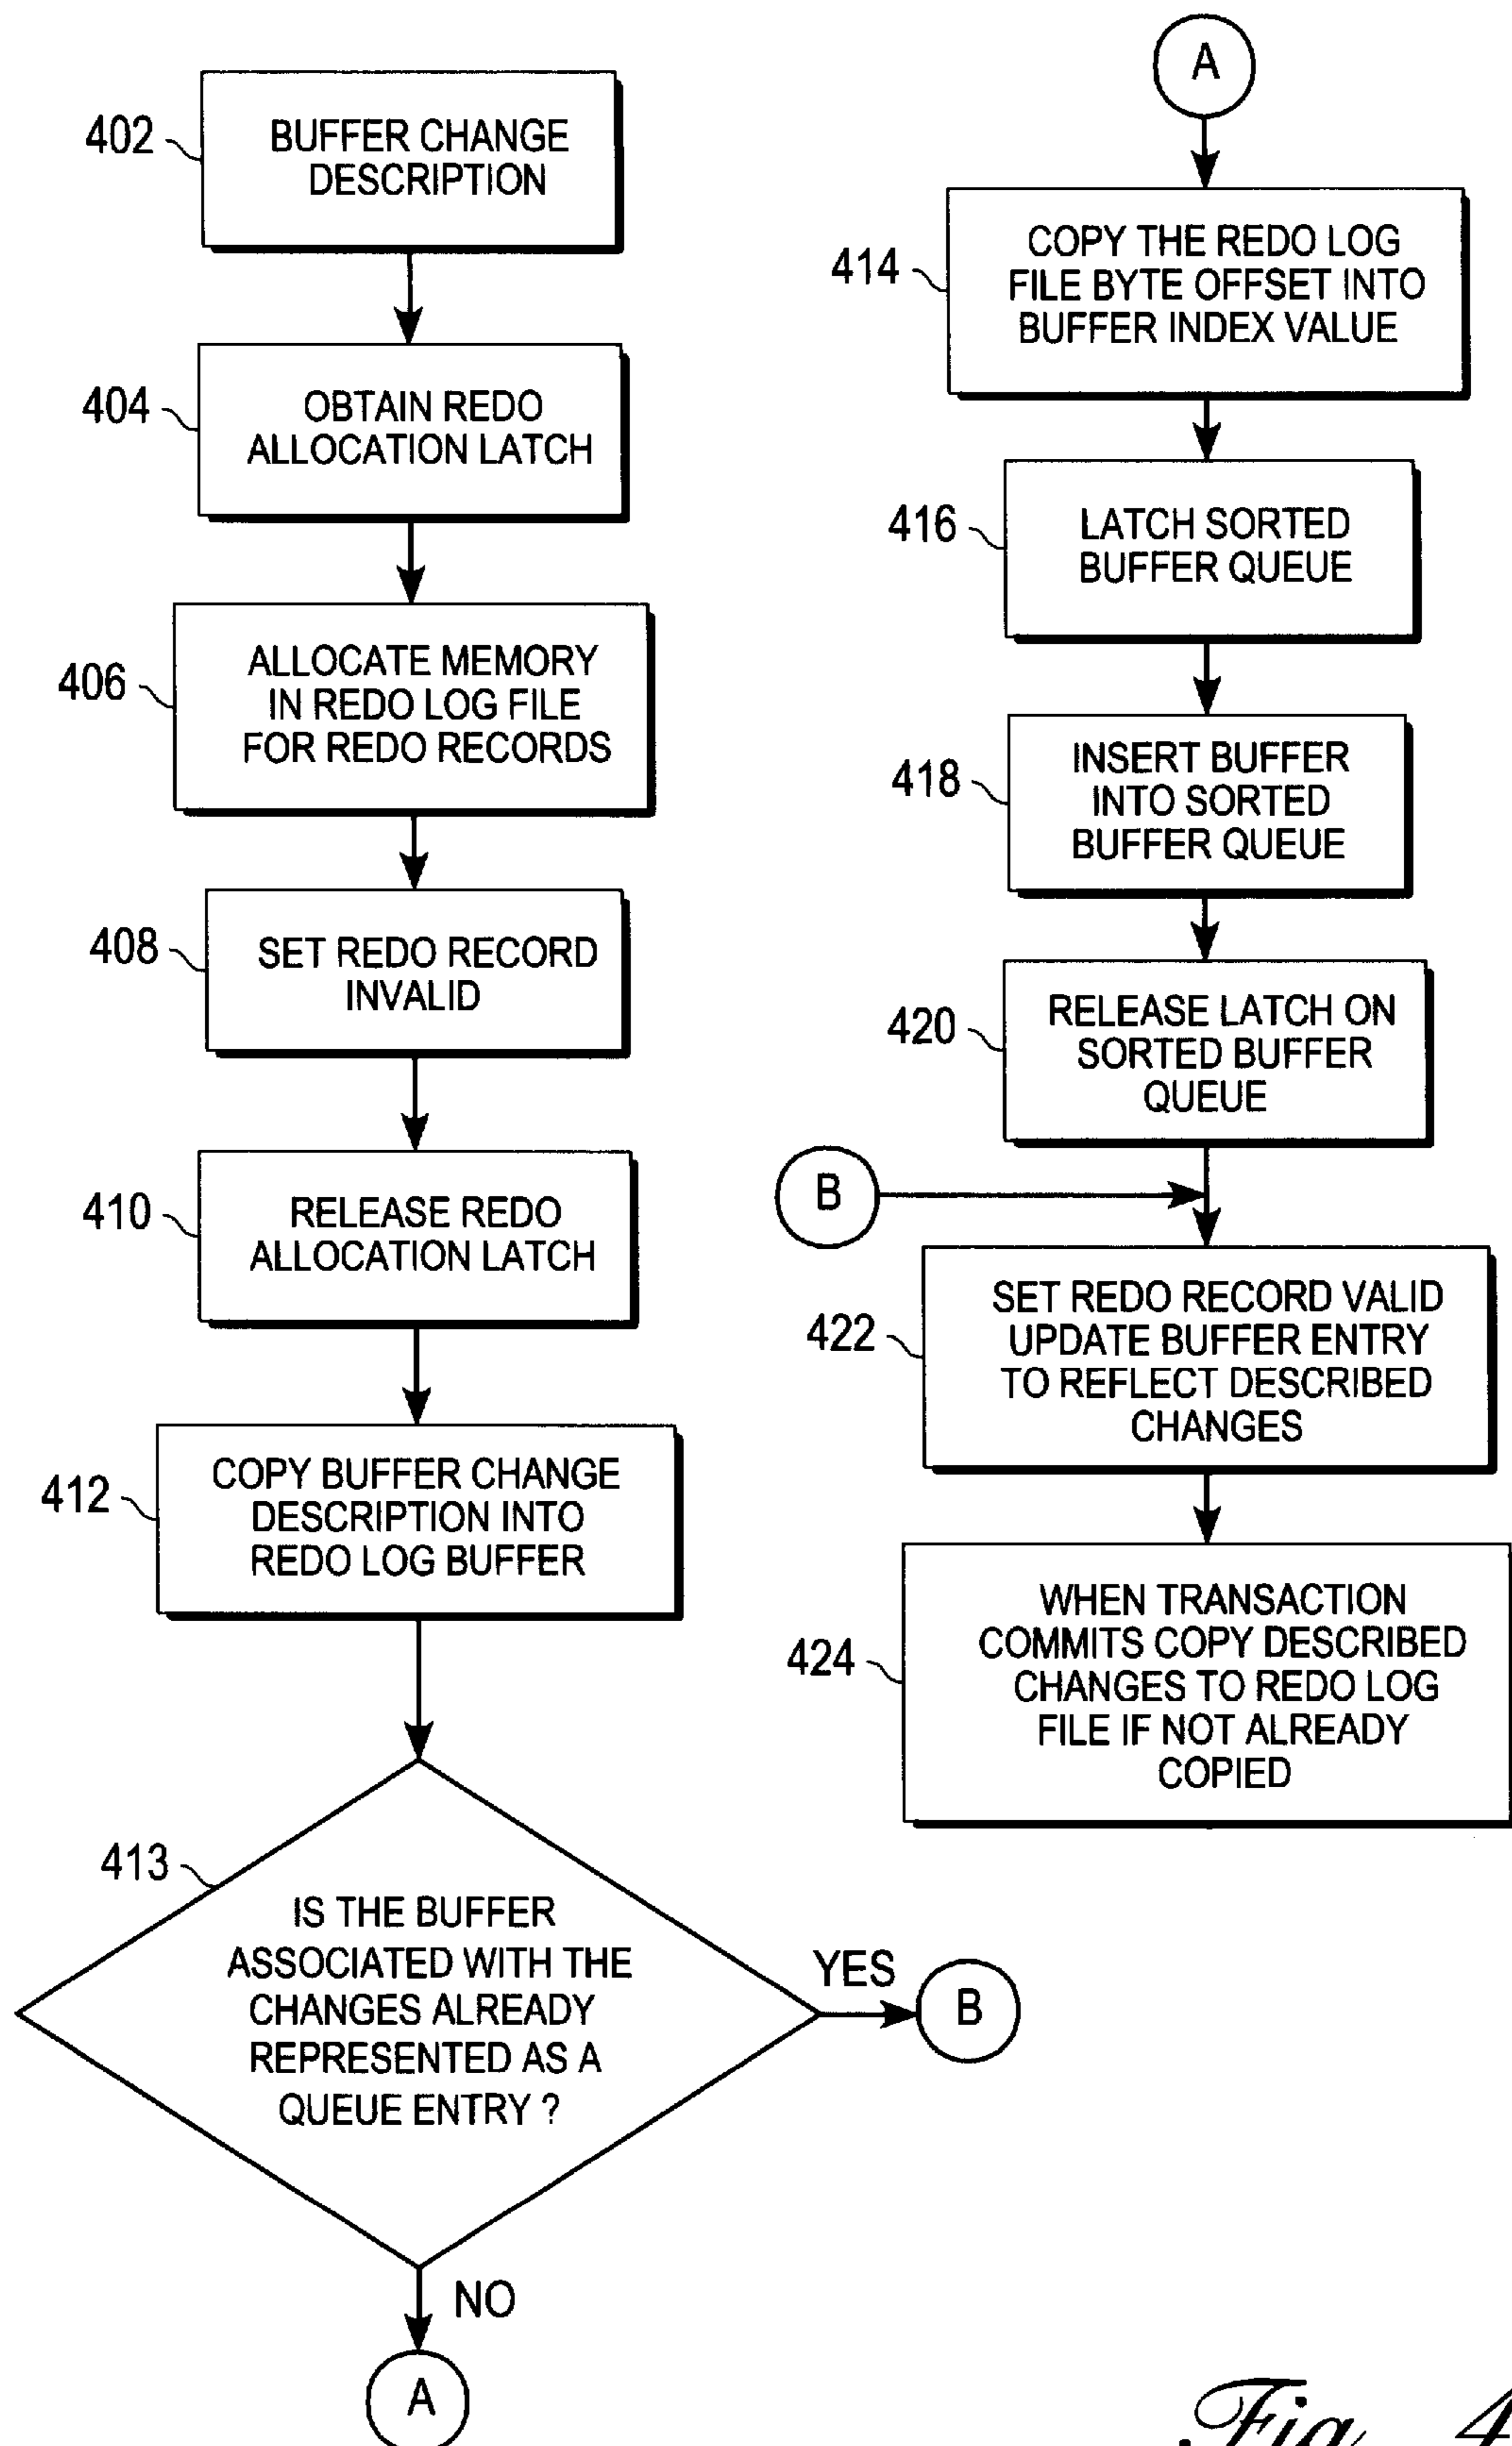 402
BUFFER CHANGE
DESCRIPTION
404
OBTAIN REDO
ALLOCATION LATCH
406
ALLOCATE MEMORY
IN REDO LOG FILE
FOR REDO RECORDS
408
SET REDO RECORD
INVALID
410
RELEASE REDO
ALLOCATION LATCH
412
COPY BUFFER CHANGE
DESCRIPTION INTO
REDO LOG BUFFER
413
IS THE BUFFER
ASSOCIATED WITH THE
CHANGES ALREADY
REPRESENTED AS A
QUEUE ENTRY ?
YES
B
NO
A
A
414
COPY THE REDO LOG
FILE BYTE OFFSET INTO
BUFFER INDEX VALUE
416
LATCH SORTED
BUFFER QUEUE
418
INSERT BUFFER
INTO SORTED
BUFFER QUEUE
420
RELEASE LATCH ON
SORTED BUFFER
QUEUE
B
422
SET REDO RECORD VALID
UPDATE BUFFER ENTRY
TO REFLECT DESCRIBED
CHANGES
424
WHEN TRANSACTION
COMMITS COPY DESCRIBED
CHANGES TO REDO LOG
FILE IF NOT ALREADY
COPIED
Fig. 4